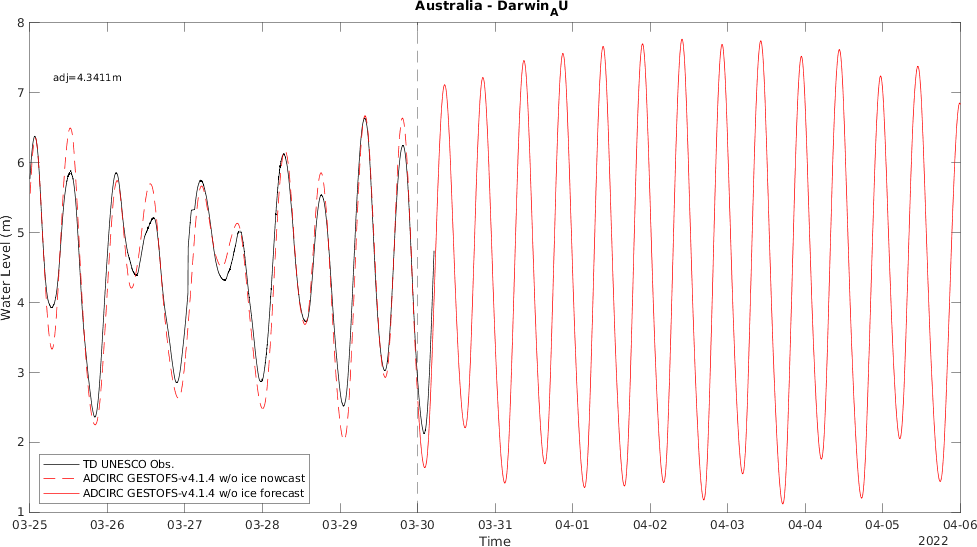 Australia - Darwin_AU
8
adj=4.3411m
7
6
5
Water Level (m)
4
3
2
TD UNESCO Obs.
ADCIRC GESTOFS-v4.1.4 w/o ice nowcast
ADCIRC GESTOFS-v4.1.4 w/o ice forecast
1
03-25 03-26 03-27 03-28 03-29 03-30 03-31 04-01 04-02 04-03 04-04 04-05 04-06
Time
2022